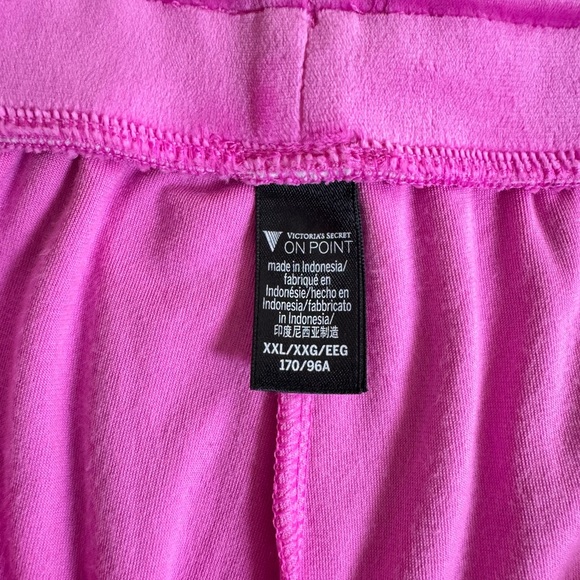 VICTORIA'S SECRET
ON POINT
made in Indonesia/
fabriqué en
Indonésie/hecho en
Indonesia/fabbricato
in Indonesia/
印度尼西亚制造
XXL/XXG/EEG
170/96A